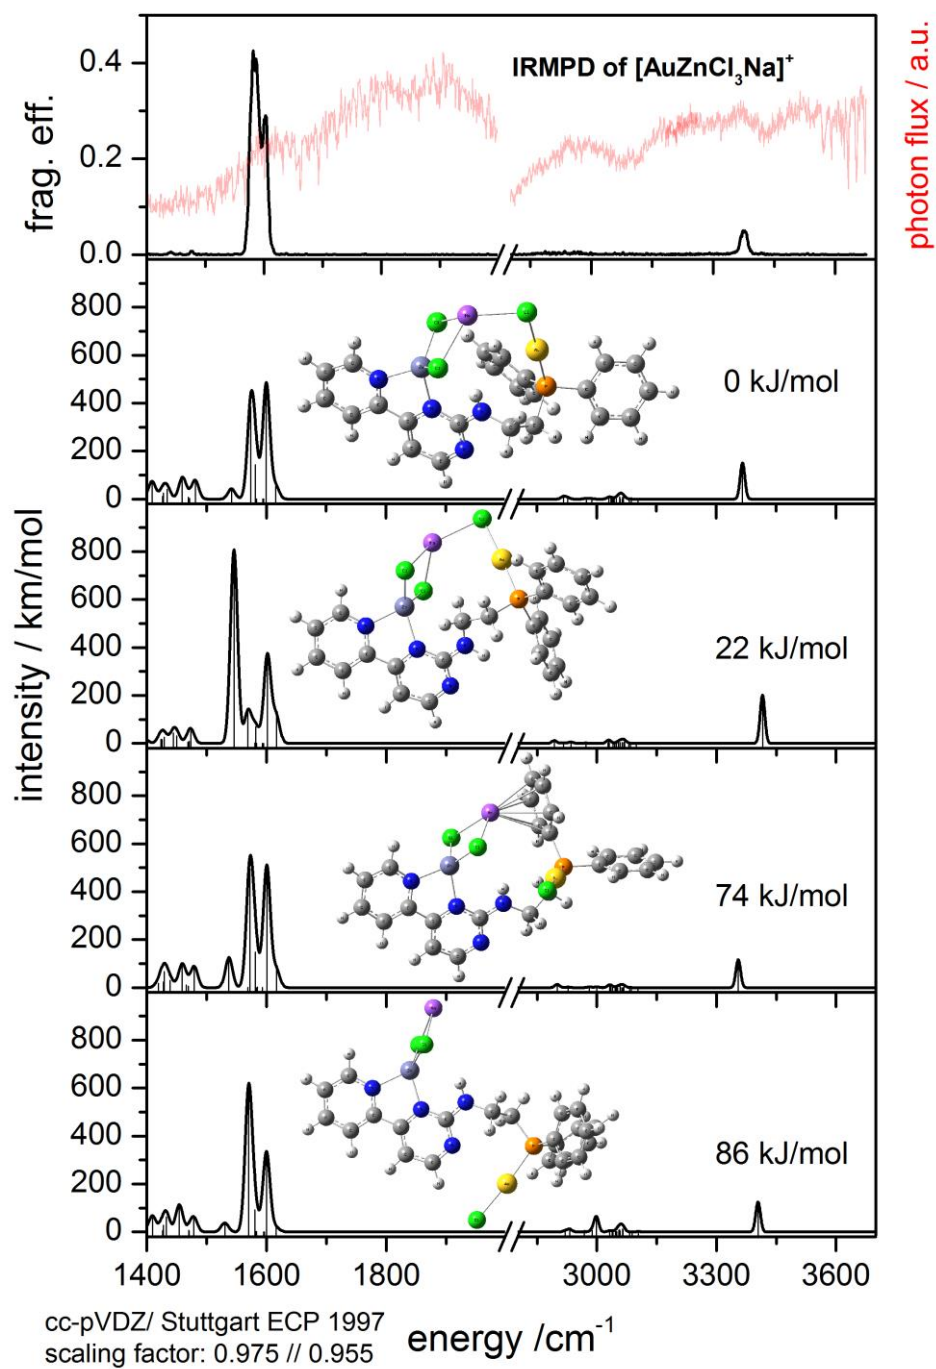 IRMPD of [AuZnCl₃Na]⁺
frag. eff.
photon flux / a.u.
0.4
0.2
0.0
intensity / km/mol
800
600
400
200
0
0 kJ/mol
800
600
400
200
0
22 kJ/mol
800
600
400
200
0
74 kJ/mol
800
600
400
200
0
86 kJ/mol
1400 1600 1800 3000 3300 3600
energy /cm⁻¹
cc-pVDZ/ Stuttgart ECP 1997
scaling factor: 0.975 // 0.955